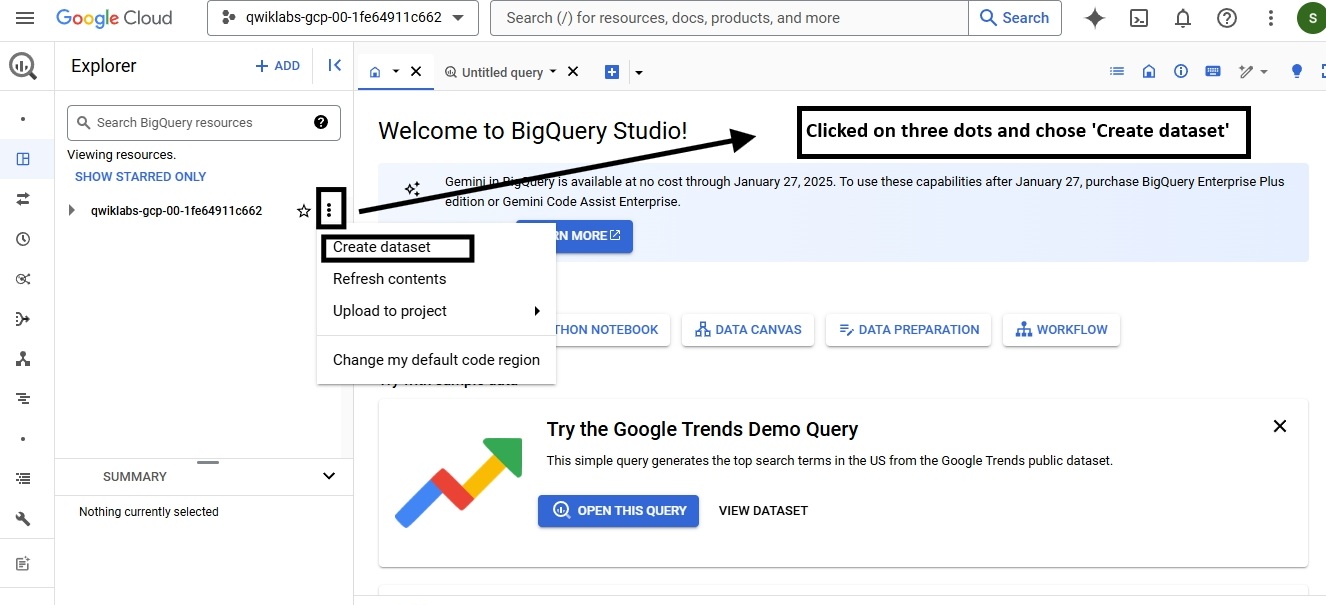 Google Cloud
qwiklabs-gcp-00-1fe64911c662
Search (/) for resources, docs, products, and more
Search
S
Explorer
+ ADD
Untitled query
Search BigQuery resources
Viewing resources.
SHOW STARRED ONLY
qwiklabs-gcp-00-1fe64911c662
Create dataset
Refresh contents
Upload to project
Change my default code region
SUMMARY
Nothing currently selected
Welcome to BigQuery Studio!
Clicked on three dots and chose 'Create dataset'
Gemini in BigQuery is available at no cost through January 27, 2025. To use these capabilities after January 27, purchase BigQuery Enterprise Plus
edition or Gemini Code Assist Enterprise.
RN MORE
THON NOTEBOOK
DATA CANVAS
DATA PREPARATION
WORKFLOW
Try with sample data
Try the Google Trends Demo Query
This simple query generates the top search terms in the US from the Google Trends public dataset.
OPEN THIS QUERY
VIEW DATASET